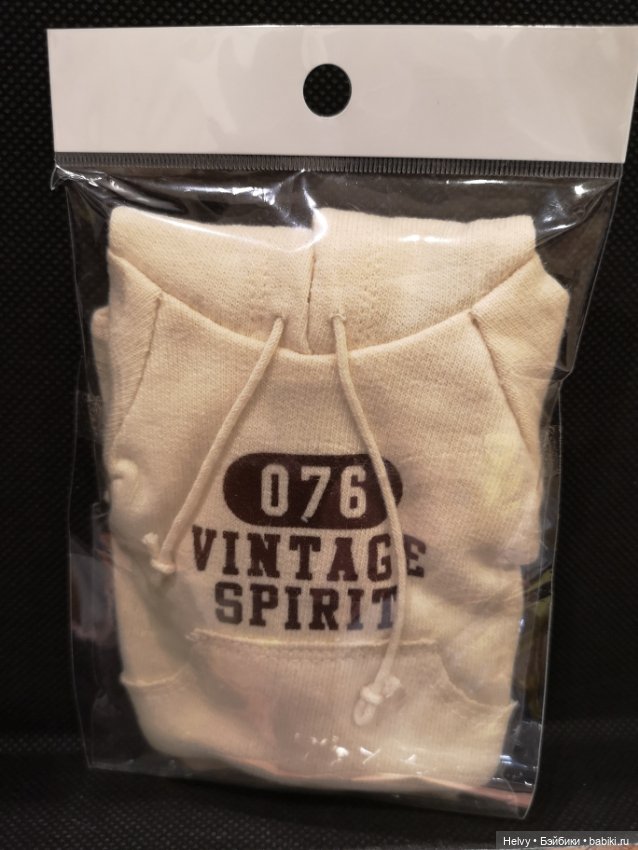 076
VINTAGE
SPIRIT
Helvy • Бэйбики • babiki.ru